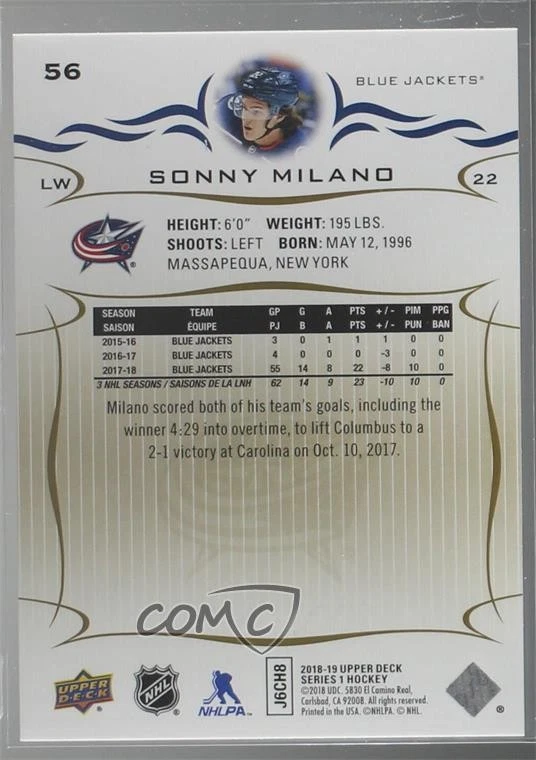 56
BLUE JACKETS®
LW
SONNY MILANO
22
HEIGHT: 6'0" WEIGHT: 195 LBS.
SHOOTS: LEFT BORN: MAY 12, 1996
MASSAPEQUA, NEW YORK
SEASON TEAM GP G A PTS + / - PIM PPG
SAISON ÉQUIPE PJ B A PTS + / - PUN BAN
2015-16 BLUE JACKETS 3 0 1 1 1 0 0
2016-17 BLUE JACKETS 4 0 0 0 -3 0 0
2017-18 BLUE JACKETS 55 14 8 22 -8 10 0
3 NHL SEASONS / SAISONS DE LA LNH 62 14 9 23 -10 10 0
Milano scored both of his team's goals, including the
winner 4:29 into overtime, to lift Columbus to a
2-1 victory at Carolina on Oct. 10, 2017.
COMC
UPPER
DECK
NHL
NHLPA
J6CH8
2018-19 UPPER DECK
SERIES 1 HOCKEY
©2018 UDC. 5830 El Camino Real,
Carlsbad, CA 92008. All rights reserved.
Printed in the USA. ©NHLPA. © NHL.
®